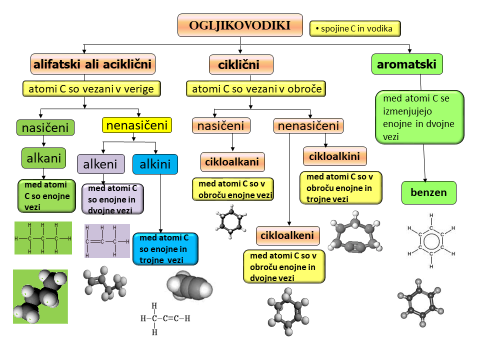 OGLJIKOVODIKI
• spojine C in vodika
alifatski ali aciklični
ciklični
aromatski
atomi C so vezani v verige
atomi C so vezani v obroče
med atomi C se
izmenjujejo
enojne in dvojne
vezi
nasičeni
nenasičeni
nasičeni
nenasičeni
alkani
alkeni
alkini
cikloalkani
cikloalkini
med atomi C
so enojne
vezi
med atomi C
so enojne in
dvojne vezi
med atomi C so v
obroču enojne vezi
med atomi C so v
obroču enojne in
trojne vezi
benzen
med atomi C
so enojne in
trojne vezi
cikloalkeni
med atomi C so v
obroču enojne in
dvojne vezi